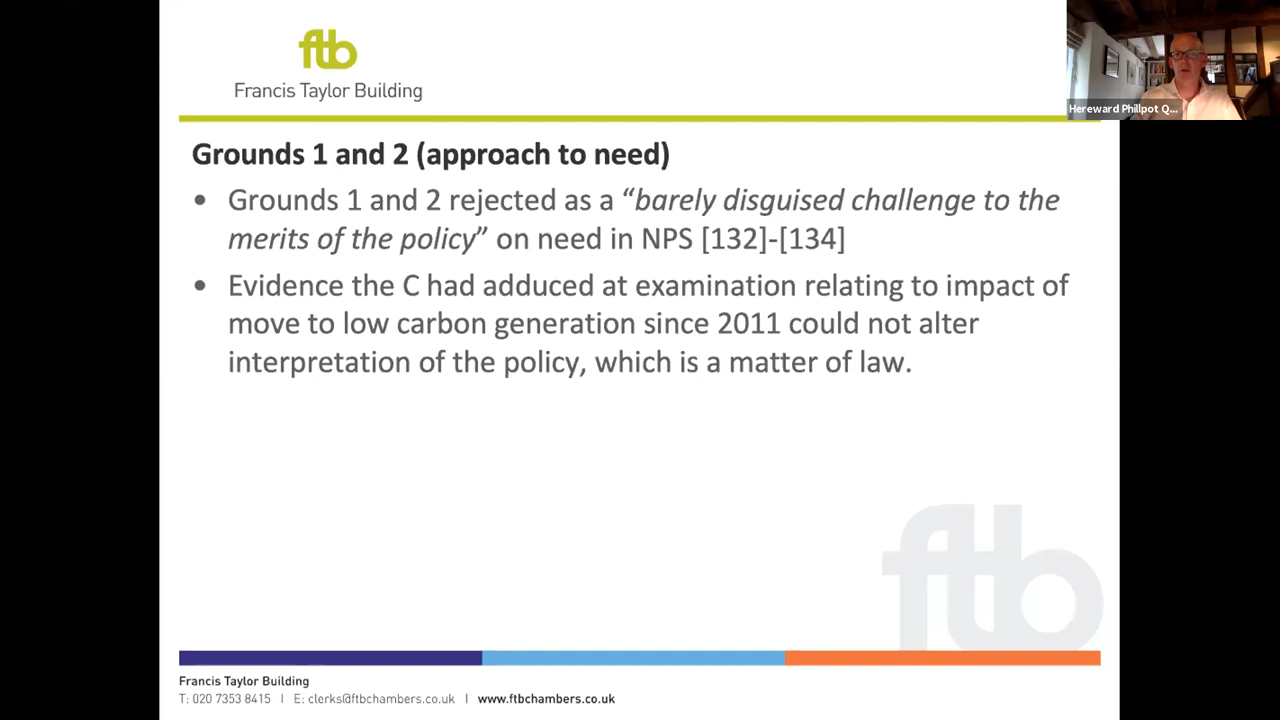 ftb
Francis Taylor Building
Hereward Phillpot Q...
Grounds 1 and 2 (approach to need)
• Grounds 1 and 2 rejected as a “barely disguised challenge to the
merits of the policy” on need in NPS [132]-[134]
• Evidence the C had adduced at examination relating to impact of
move to low carbon generation since 2011 could not alter
interpretation of the policy, which is a matter of law.
ftb
Francis Taylor Building
T: 020 7353 8415 I E: clerks@ftbchambers.co.uk I www.ftbchambers.co.uk